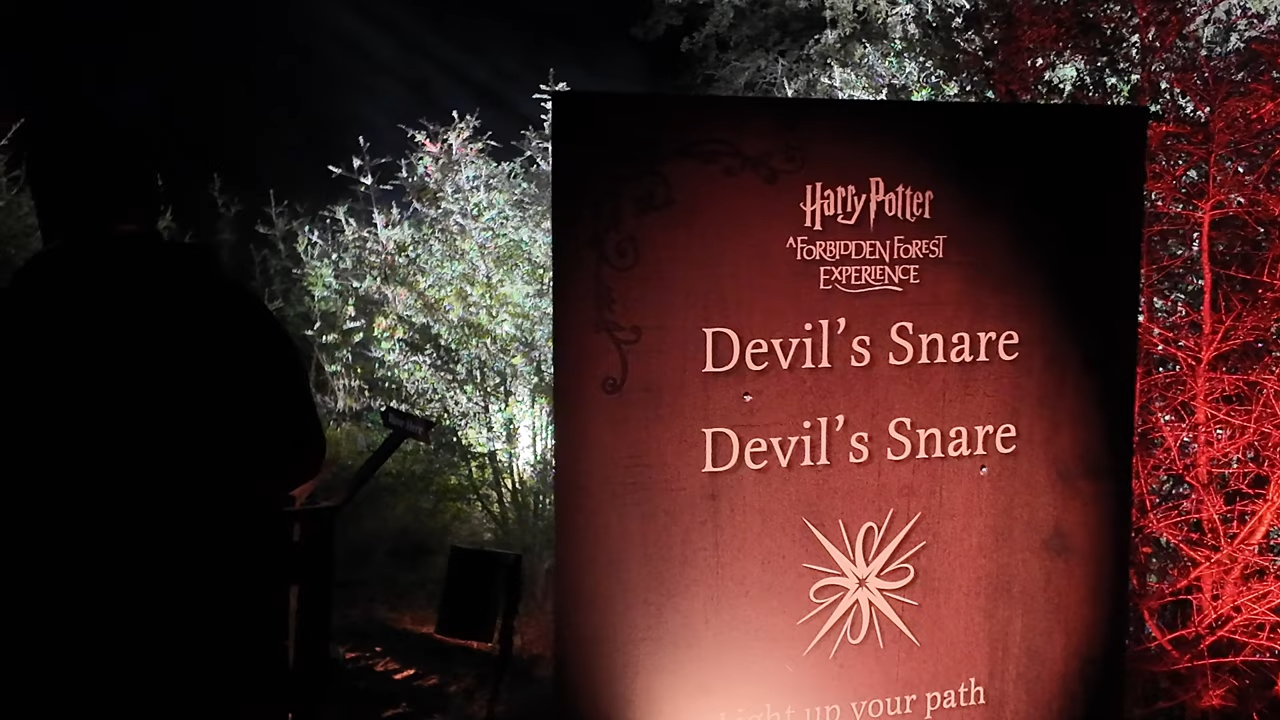 Harry Potter
A FORBIDDEN FOREST
EXPERIENCE
Devil's Snare
Devil's Snare
Light up your path